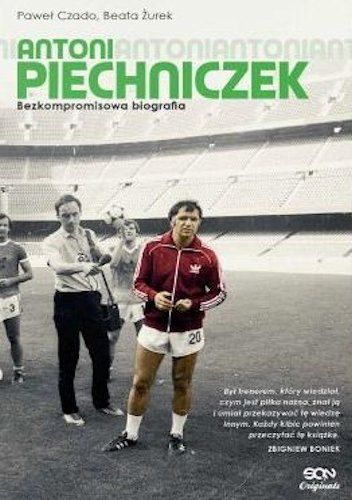 Paweł Czado, Beata Żurek
ANTONIANTONIANTONIANT
PIECHNICZEK
Bezkompromisowa biografia
3
20
Był trenerem, który wiedział,
czym jest piłka nożna, znał ją
i umiał przekazywać tę wiedzę
innym. Każdy kibic powinien
przeczytać tę książkę.
ZBIGNIEW BONIEK
SQN
Originals